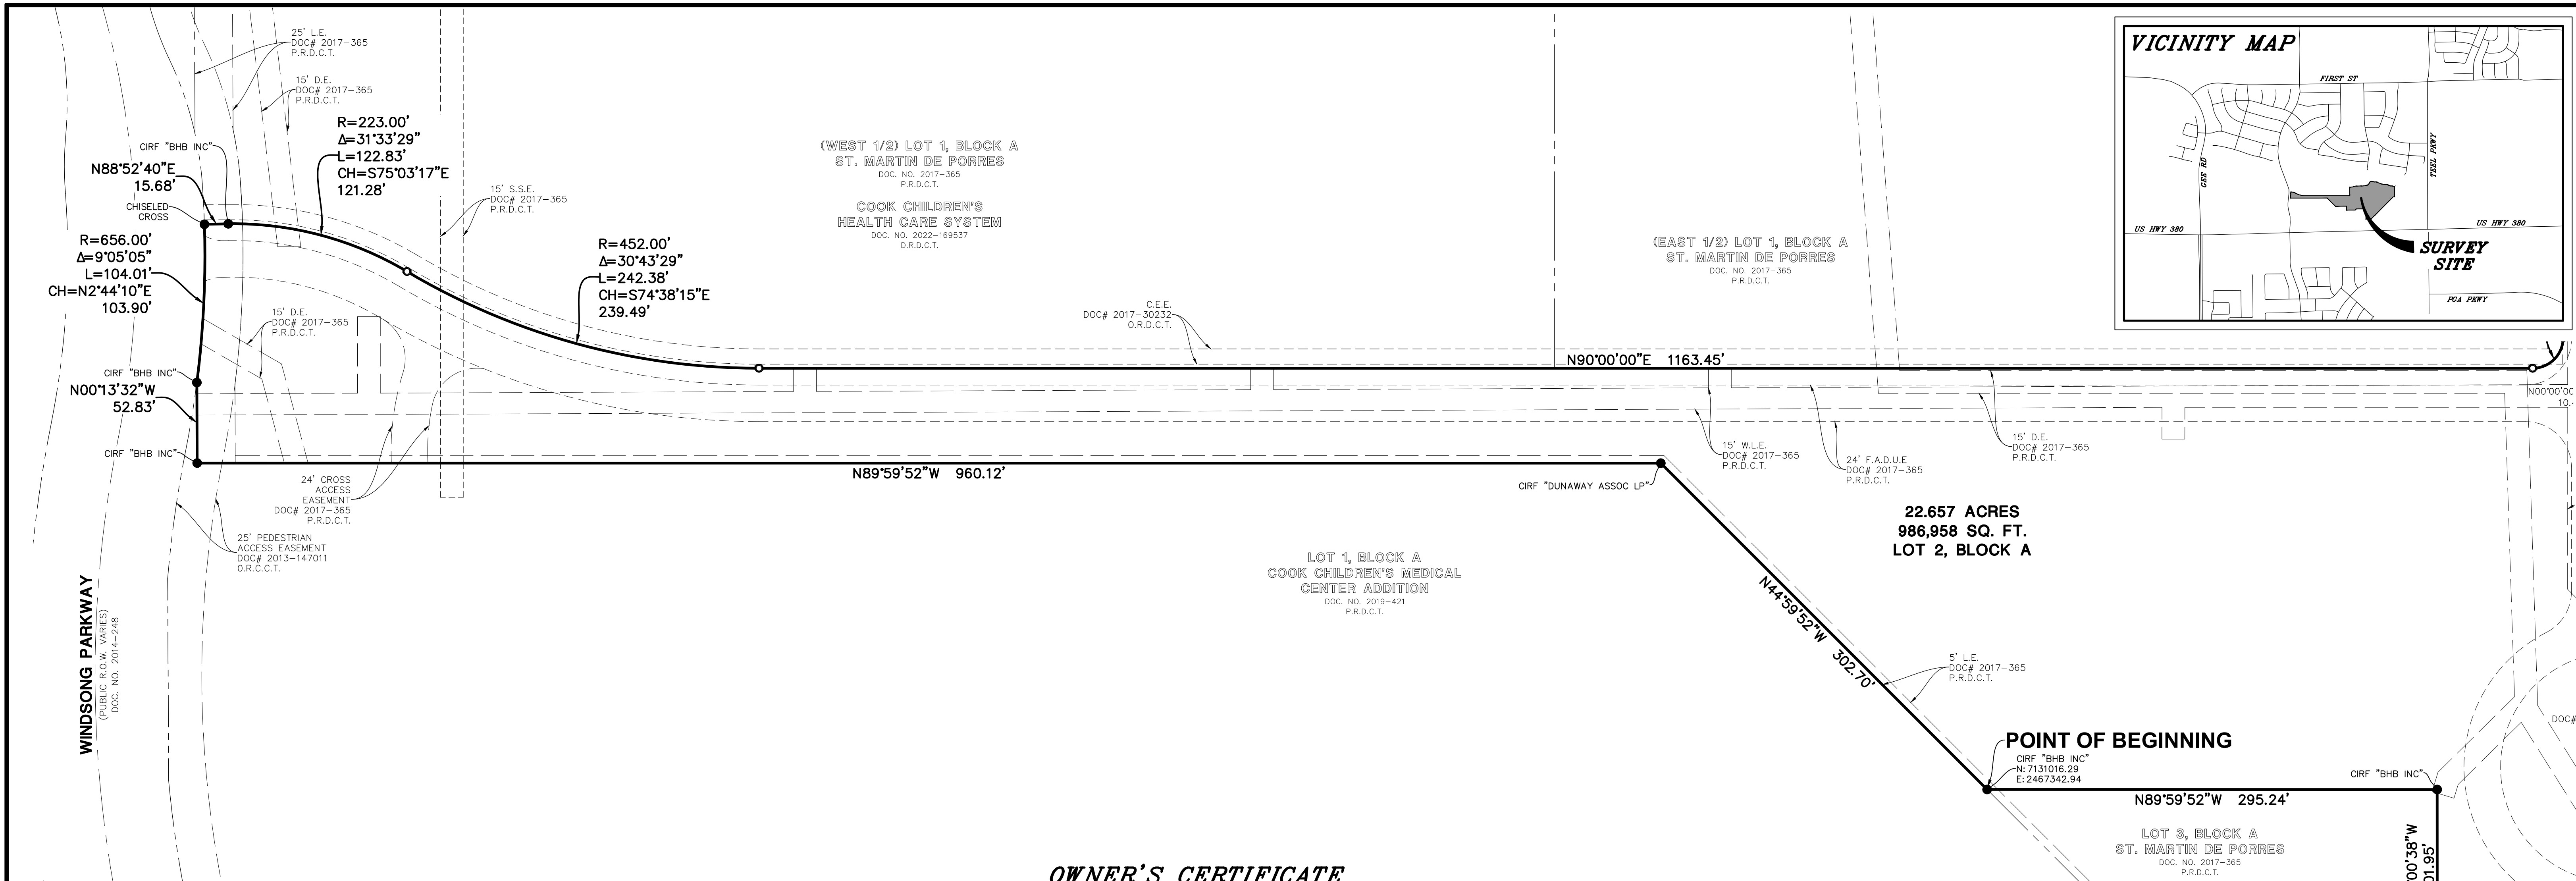 25' L.E.
DOC# 2017-365
P.R.D.C.T.
15' D.E.
DOC# 2017-365
P.R.D.C.T.
R=223.00'
Δ=31°33'29"
L=122.83'
CH=S75°03'17"E
121.28'
CIRF "BHB INC"
N88°52'40"E
15.68'
CHISELED
CROSS
R=656.00'
Δ=9°05'05"
L=104.01'
CH=N2°44'10"E
103.90'
15' S.S.E.
DOC# 2017-365
P.R.D.C.T.
R=452.00'
Δ=30°43'29"
L=242.38'
CH=S74°38'15"E
239.49'
15' D.E.
DOC# 2017-365
P.R.D.C.T.
CIRF "BHB INC"
N00°13'32"W
52.83'
CIRF "BHB INC"
24' CROSS
ACCESS
EASEMENT
DOC# 2017-365
P.R.D.C.T.
25' PEDESTRIAN
ACCESS EASEMENT
DOC# 2013-147011
O.R.C.C.T.
WINDSONG PARKWAY
(PUBLIC R.O.W. VARIES)
DOC. NO. 2014-248
(WEST 1/2) LOT 1, BLOCK A
ST. MARTIN DE PORRES
DOC. NO. 2017-365
P.R.D.C.T.
COOK CHILDREN'S
HEALTH CARE SYSTEM
DOC. NO. 2022-169537
D.R.D.C.T.
C.E.E.
DOC# 2017-30232
O.R.D.C.T.
(EAST 1/2) LOT 1, BLOCK A
ST. MARTIN DE PORRES
DOC. NO. 2017-365
P.R.D.C.T.
N90°00'00"E 1163.45'
N89°59'52"W 960.12'
CIRF "DUNAWAY ASSOC LP"
15' W.L.E.
DOC# 2017-365
P.R.D.C.T.
24' F.A.D.U.E
DOC# 2017-365
P.R.D.C.T.
15' D.E.
DOC# 2017-365
P.R.D.C.T.
22.657 ACRES
986,958 SQ. FT.
LOT 2, BLOCK A
LOT 1, BLOCK A
COOK CHILDREN'S MEDICAL
CENTER ADDITION
DOC. NO. 2019-421
P.R.D.C.T.
N44°59'52"W 302.70'
5' L.E.
DOC# 2017-365
P.R.D.C.T.
POINT OF BEGINNING
CIRF "BHB INC"
N: 7131016.29
E: 2467342.94
CIRF "BHB INC"
N89°59'52"W 295.24'
LOT 3, BLOCK A
ST. MARTIN DE PORRES
DOC. NO. 2017-365
P.R.D.C.T.
00'38"W
01.95'
N00°00'00
10.
DOC#
OWNER'S CERTIFICATE
VICINITY MAP
FIRST ST
GEE RD
TEEL PKWY
US HWY 380
US HWY 380
SURVEY
SITE
PGA PKWY